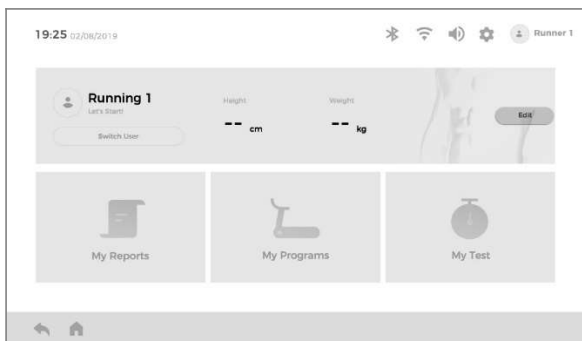 19:25 02/08/2019
Runner 1
Running 1
Let's Start!
Switch User
Height
-- cm
Weight
-- kg
Edit
My Reports
My Programs
My Test